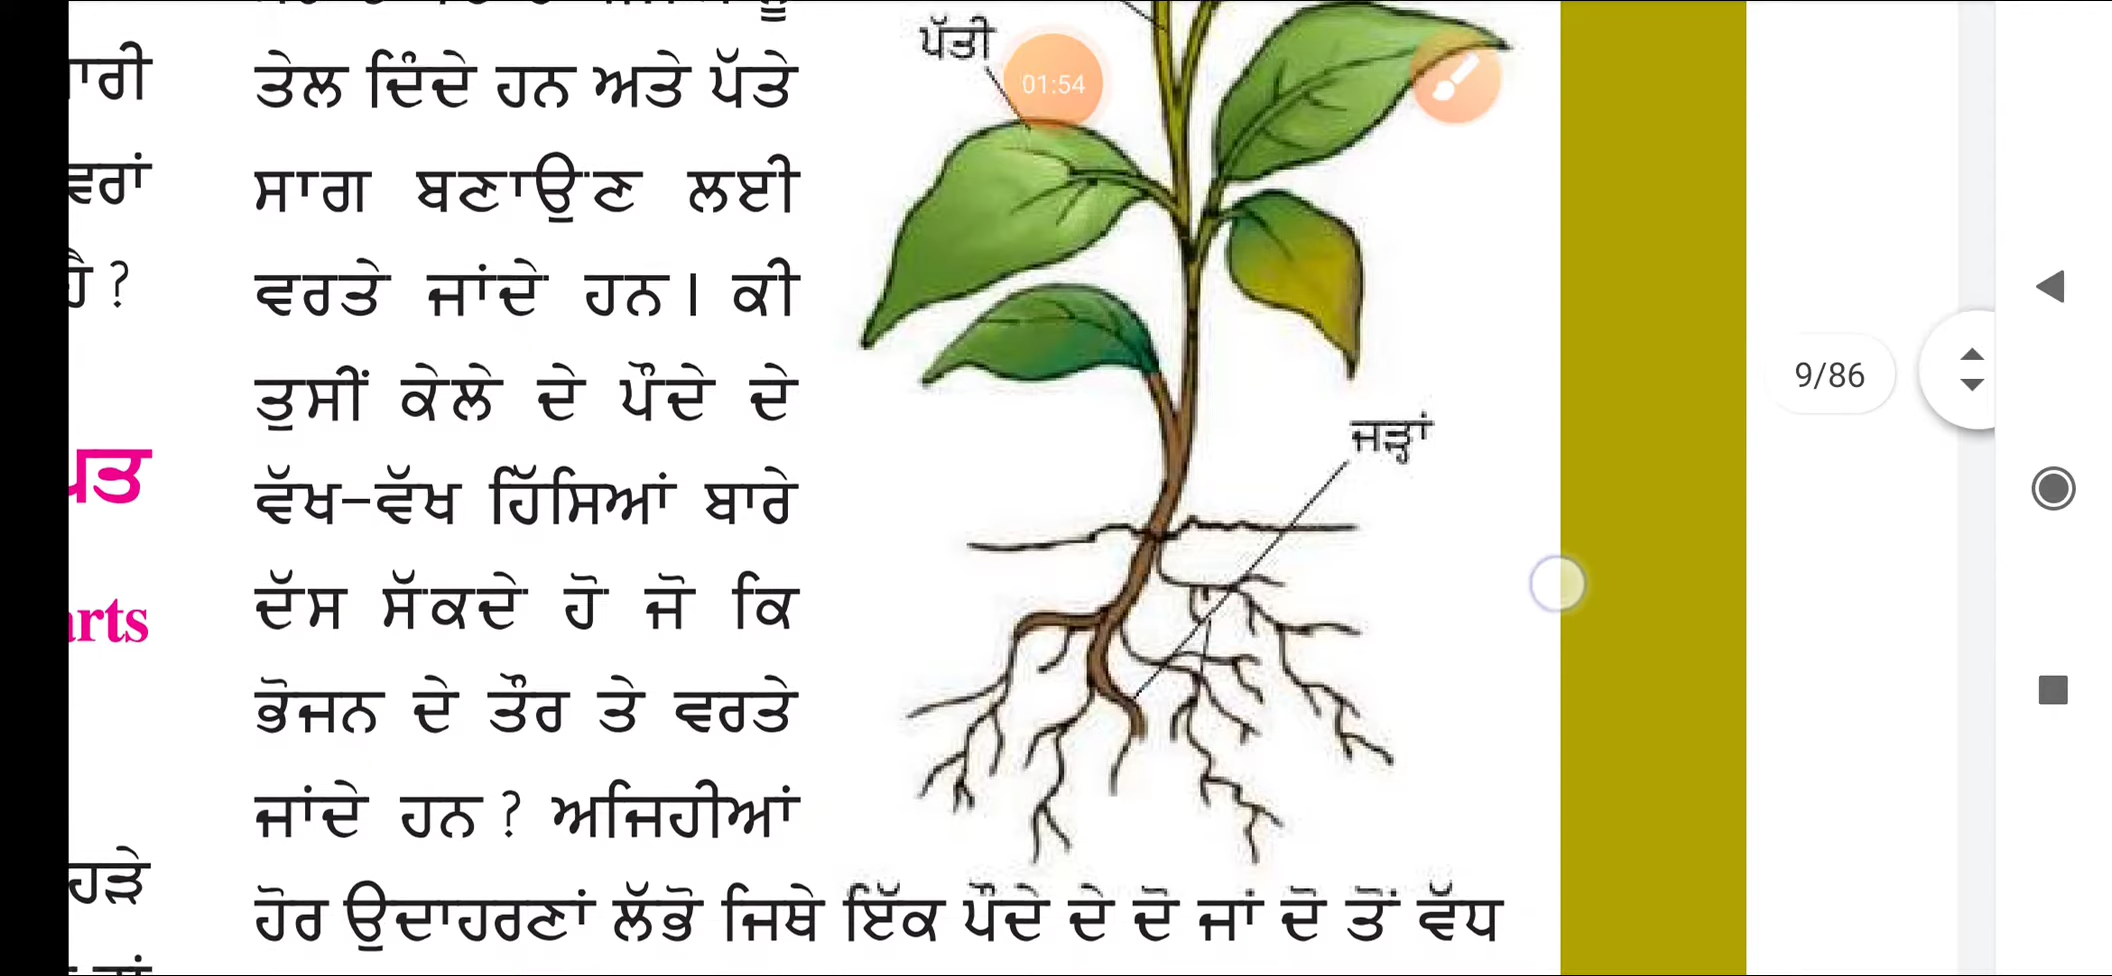 ਤੇਲ ਦਿੰਦੇ ਹਨ ਅਤੇ ਪੱਤੇ
ਸਾਗ ਬਣਾਉਣ ਲਈ
ਵਰਤੇ ਜਾਂਦੇ ਹਨ। ਕੀ
ਤੁਸੀਂ ਕੇਲੇ ਦੇ ਪੌਦੇ ਦੇ
ਵੱਖ-ਵੱਖ ਹਿੱਸਿਆਂ ਬਾਰੇ
ਦੱਸ ਸੱਕਦੇ ਹੋ ਜੋ ਕਿ
ਭੋਜਨ ਦੇ ਤੌਰ ਤੇ ਵਰਤੇ
ਜਾਂਦੇ ਹਨ ? ਅਜਿਹੀਆਂ
ਹੋਰ ਉਦਾਹਰਣਾਂ ਲੱਭੋ ਜਿਥੇ ਇੱਕ ਪੌਦੇ ਦੇ ਦੋ ਜਾਂ ਦੋ ਤੋਂ ਵੱਧ
ਪੱਤੀ
01:54
ਜੜ੍ਹਾਂ
9/86